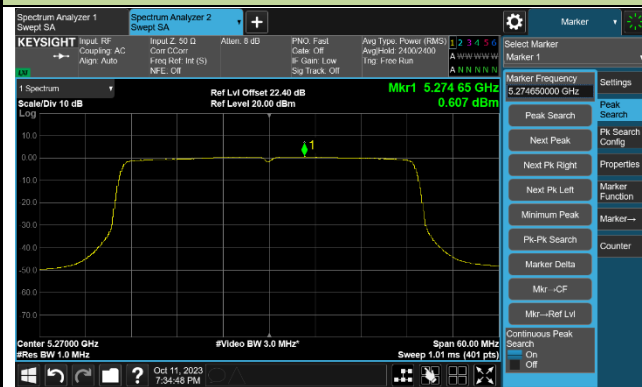 Spectrum Analyzer 1
Swept SA
Spectrum Analyzer 2
Swept SA
+
Marker
KEYSIGHT
Input: RF
Coupling: AC
Align: Auto
Input Z: 50 Ω
Corr CCorr
Freq Ref: Int (S)
NFE: Off
Atten: 8 dB
PNO: Fast
Gate: Off
IF Gain: Low
Sig Track: Off
Avg Type: Power (RMS)
Avg|Hold: 2400/2400
Trig: Free Run
1 2 3 4 5 6
A W W W W W
A N N N N N
Select Marker
Marker 1
1 Spectrum
Scale/Div 10 dB
Log
Ref Lvl Offset 22.40 dB
Ref Level 20.00 dBm
Mkr1 5.274 65 GHz
0.607 dBm
10.0
0.00
10.0
20.0
30.0
40.0
-50.0
60.0
70.0
1
Marker Frequency
5.274650000 GHz
Peak Search
Next Peak
Next Pk Right
Next Pk Left
Minimum Peak
Pk-Pk Search
Marker Delta
Mkr→CF
Mkr→Ref Lvl
Continuous Peak
Search
On
Off
Settings
Peak
Search
Pk Search
Config
Properties
Marker
Function
Marker→
Counter
Center 5.27000 GHz
#Res BW 1.0 MHz
#Video BW 3.0 MHz*
Span 60.00 MHz
Sweep 1.01 ms (401 pts)
?
Oct 11, 2023
7:34:48 PM